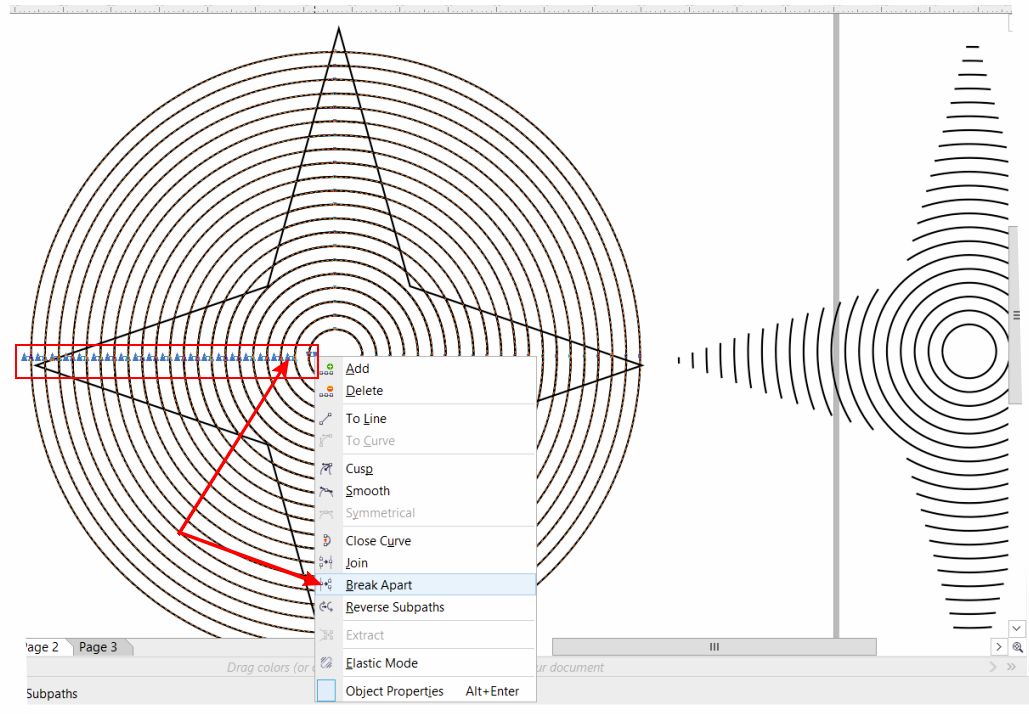 Add
Delete
To Line
To Curve
Cusp
Smooth
Symmetrical
Close Curve
Join
Break Apart
Reverse Subpaths
Extract
Elastic Mode
Object Properties Alt+Enter
age 2 Page 3
Drag colors (or ur document
Subpaths